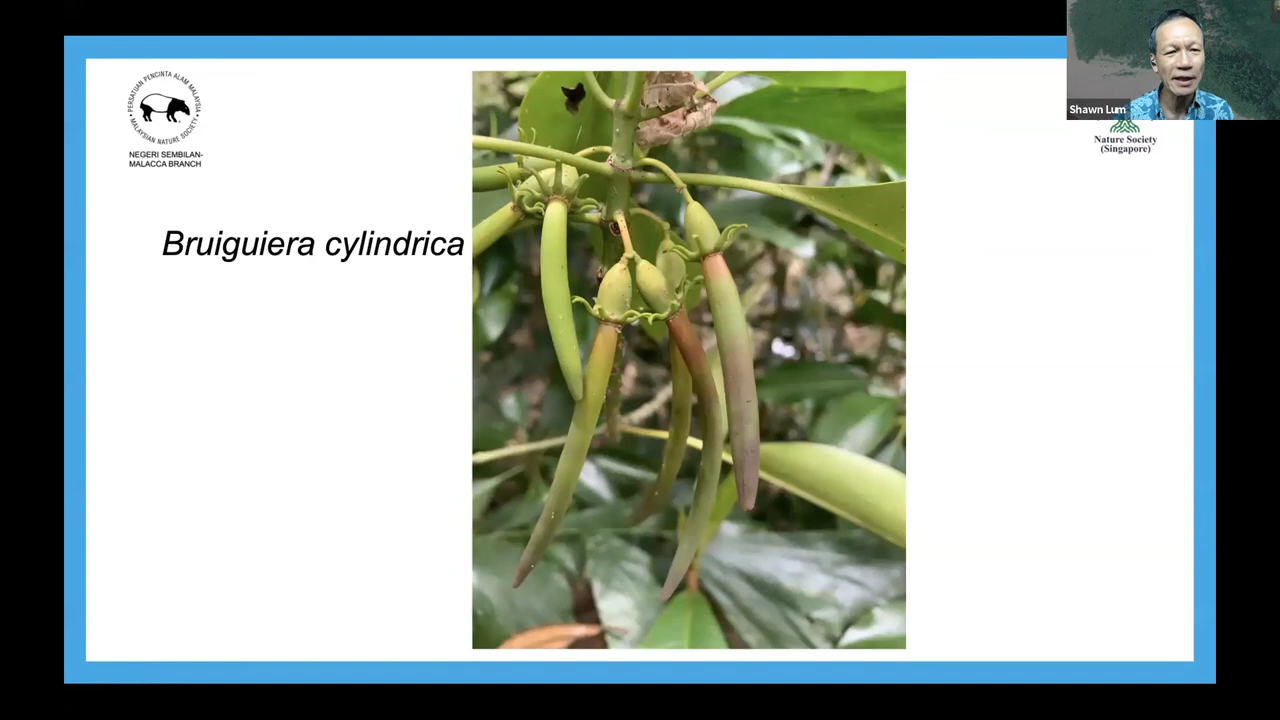 PERSATUAN PENCINTA ALAM MALAYSIA
MALAYSIAN NATURE SOCIETY
NEGERI SEMBILAN-
MALACCA BRANCH
Bruiguiera cylindrica
Shawn Lum
Nature Society
(Singapore)